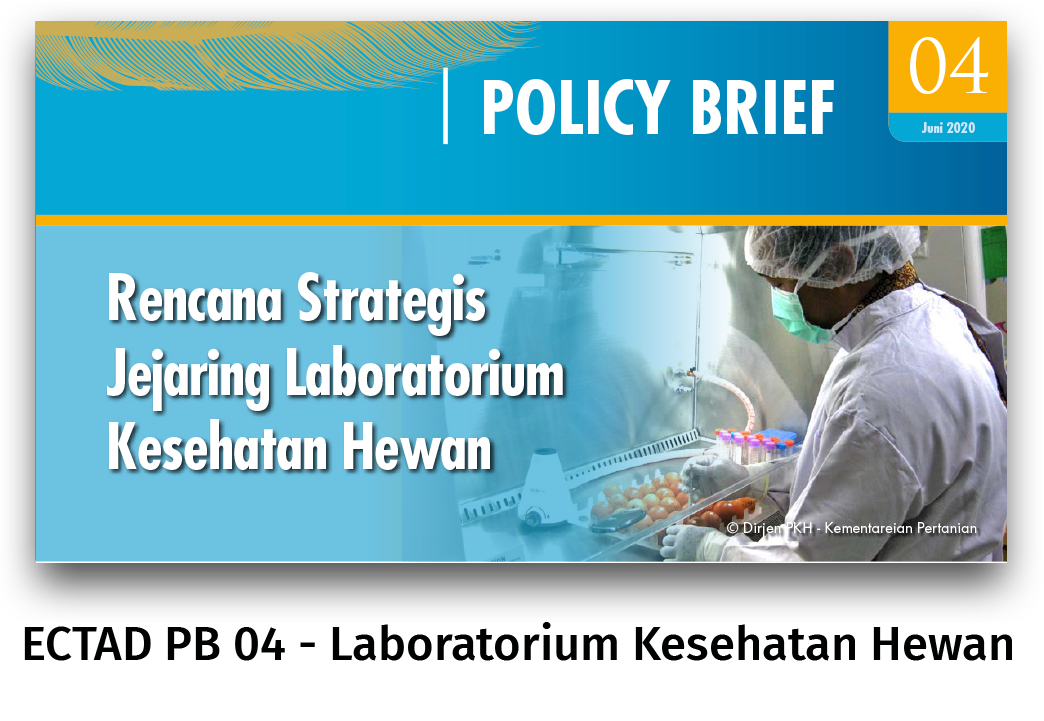 POLICY BRIEF
04
Juni 2020
Rencana Strategis
Jejaring Laboratorium
Kesehatan Hewan
© Dirjen PKH - Kementareian Pertanian
ECTAD PB 04 - Laboratorium Kesehatan Hewan